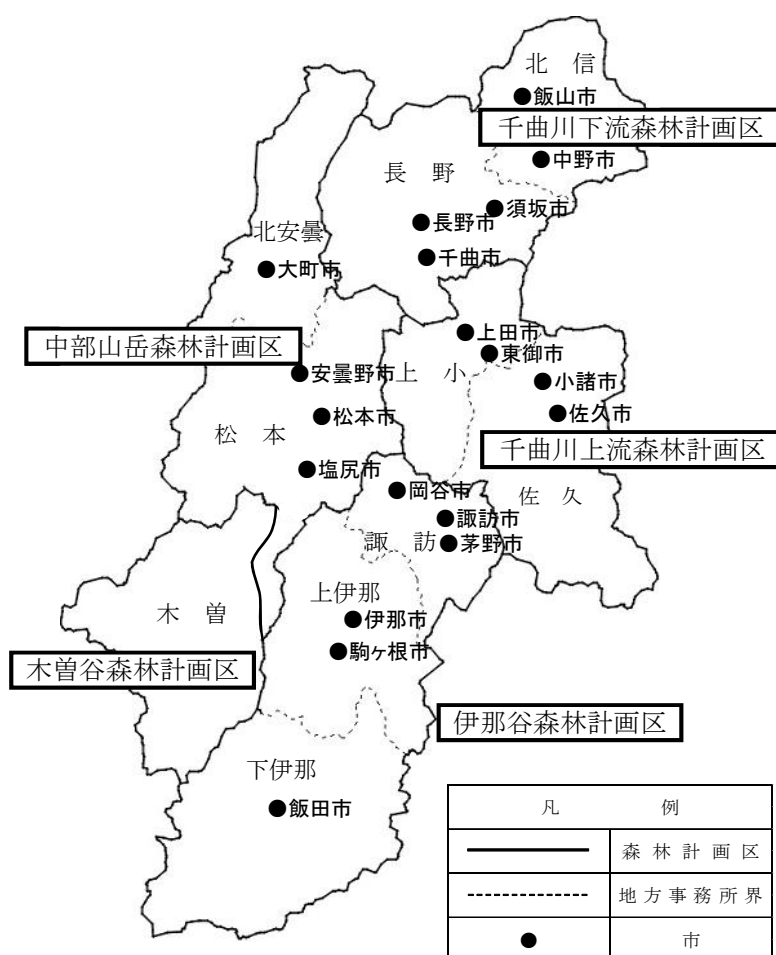 北 信
●飯山市
千曲川下流森林計画区
●中野市
長 野
●須坂市
●長野市
●千曲市
北安曇
●大町市
●上田市
●東御市
中部山岳森林計画区
●安曇野市
上 小
●小諸市
●佐久市
●松本市
松 本
千曲川上流森林計画区
●塩尻市
●岡谷市
佐 久
●諏訪市
諏 訪
●茅野市
上伊那
木 曽
●伊那市
●駒ヶ根市
木曽谷森林計画区
伊那谷森林計画区
下伊那
●飯田市
凡 例
森林計画区
地方事務所界
● 市